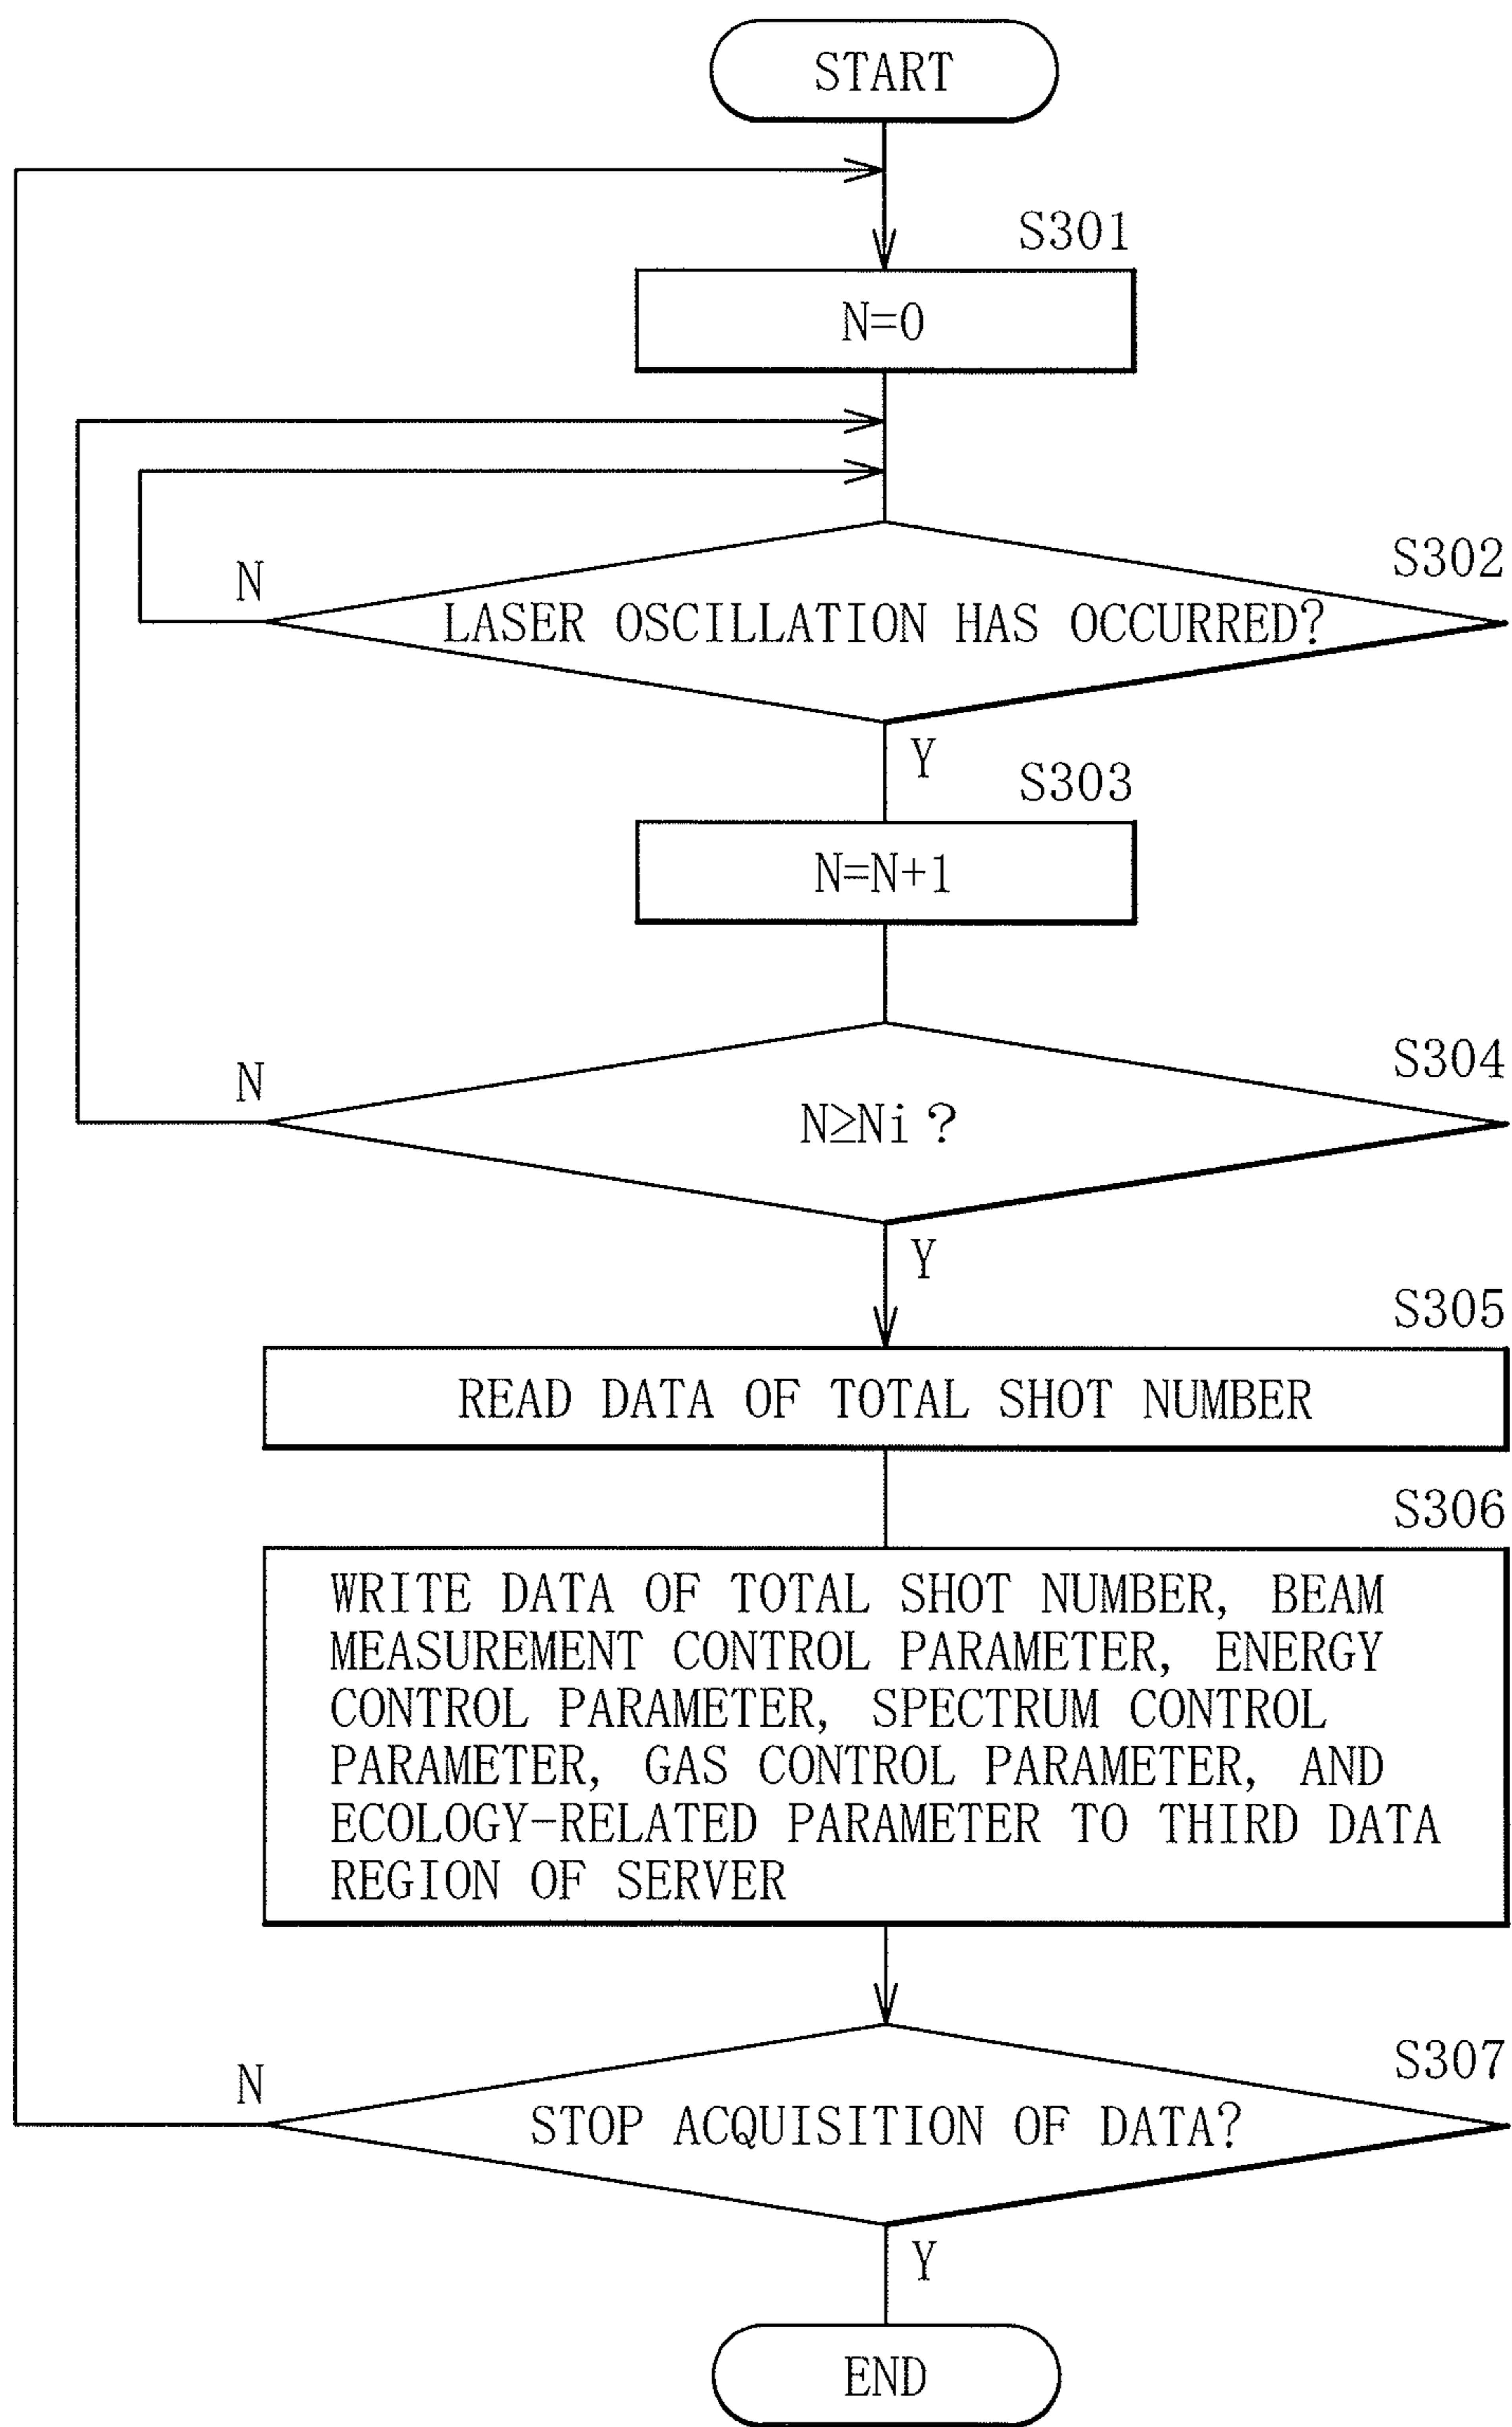 START
S301
N=0
S302
N
LASER OSCILLATION HAS OCCURRED?
Y
S303
N=N+1
S304
N
N≥Ni?
Y
S305
READ DATA OF TOTAL SHOT NUMBER
S306
WRITE DATA OF TOTAL SHOT NUMBER, BEAM
MEASUREMENT CONTROL PARAMETER, ENERGY
CONTROL PARAMETER, SPECTRUM CONTROL
PARAMETER, GAS CONTROL PARAMETER, AND
ECOLOGY-RELATED PARAMETER TO THIRD DATA
REGION OF SERVER
S307
N
STOP ACQUISITION OF DATA?
Y
END